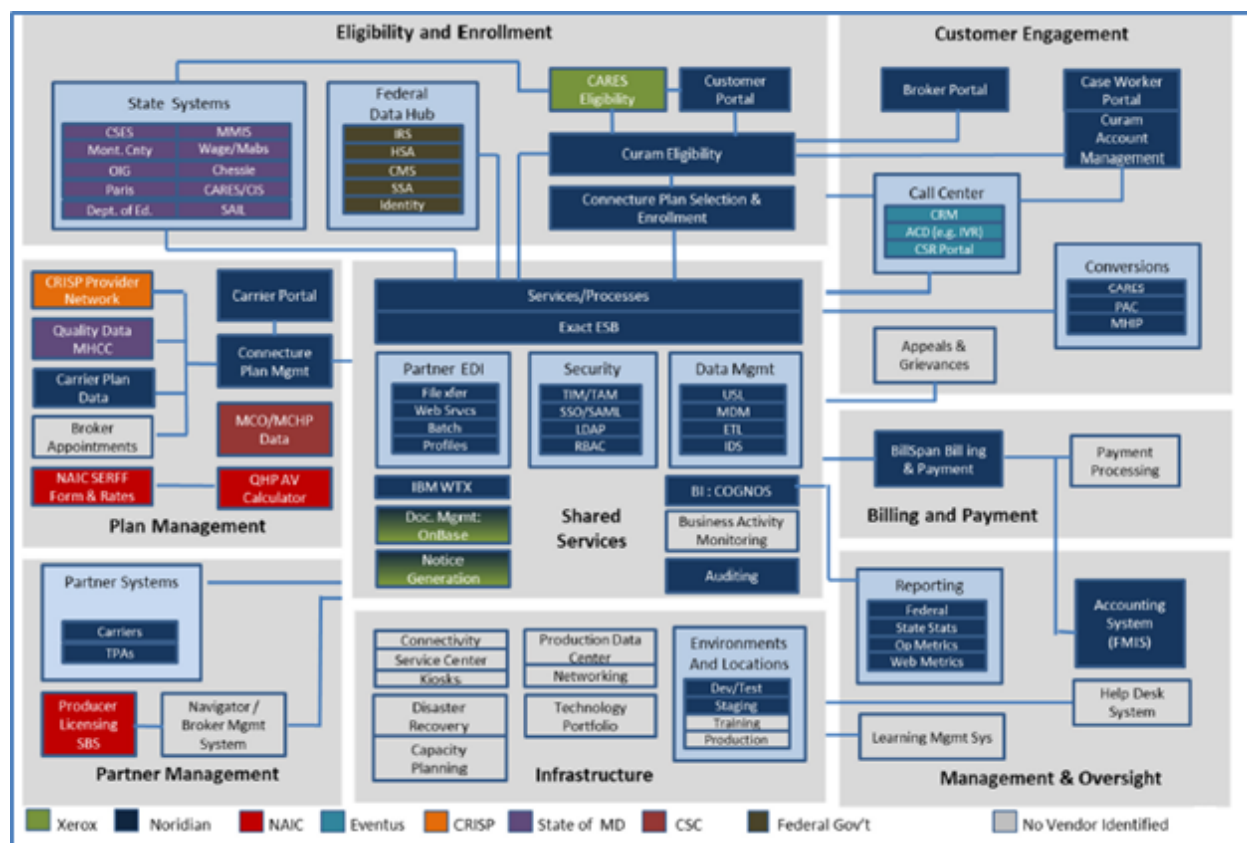 Eligibility and Enrollment
State Systems
CSES
MMIS
Mont. Cnty
Wage/Mabs
OIG
Chessie
Paris
CARES/CIS
Dept. of Ed.
SAIL
Federal
Data Hub
IRS
HSA
CMS
SSA
Identity
CARES
Eligibility
Customer
Portal
Curam Eligibility
Connecture Plan Selection &
Enrollment
Customer Engagement
Broker Portal
Case Worker
Portal
Curam
Account
Management
Call Center
CRM
ACD (e.g. IVR)
CSR Portal
Conversions
CARES
PAC
MHIP
Appeals &
Grievances
CRISP Provider
Network
Quality Data
MHCC
Carrier Plan
Data
Broker
Appointments
NAIC SERFF
Form & Rates
Carrier Portal
Connecture
Plan Mgmt
MCO/MCHP
Data
QHP AV
Calculator
Plan Management
Services/Processes
Exact ESB
Partner EDI
File xfer
Web Srvcs
Batch
Profiles
Security
TIM/TAM
SSO/SAML
LDAP
RBAC
Data Mgmt
USL
MDM
ETL
IDS
IBM WTX
Doc. Mgmt:
OnBase
Notice
Generation
Shared
Services
BI : COGNOS
Business Activity
Monitoring
Auditing
BillSpan Billing
& Payment
Payment
Processing
Billing and Payment
Partner Systems
Carriers
TPAs
Producer
Licensing
SBS
Navigator /
Broker Mgmt
System
Partner Management
Connectivity
Service Center
Kiosks
Disaster
Recovery
Capacity
Planning
Production Data
Center
Networking
Technology
Portfolio
Environments
And Locations
Dev/Test
Staging
Training
Production
Infrastructure
Reporting
Federal
State Stats
Op Metrics
Web Metrics
Accounting
System
(FMIS)
Help Desk
System
Learning Mgmt Sys
Management & Oversight
Xerox
Noridian
NAIC
Eventus
CRISP
State of MD
CSC
Federal Gov't
No Vendor Identified